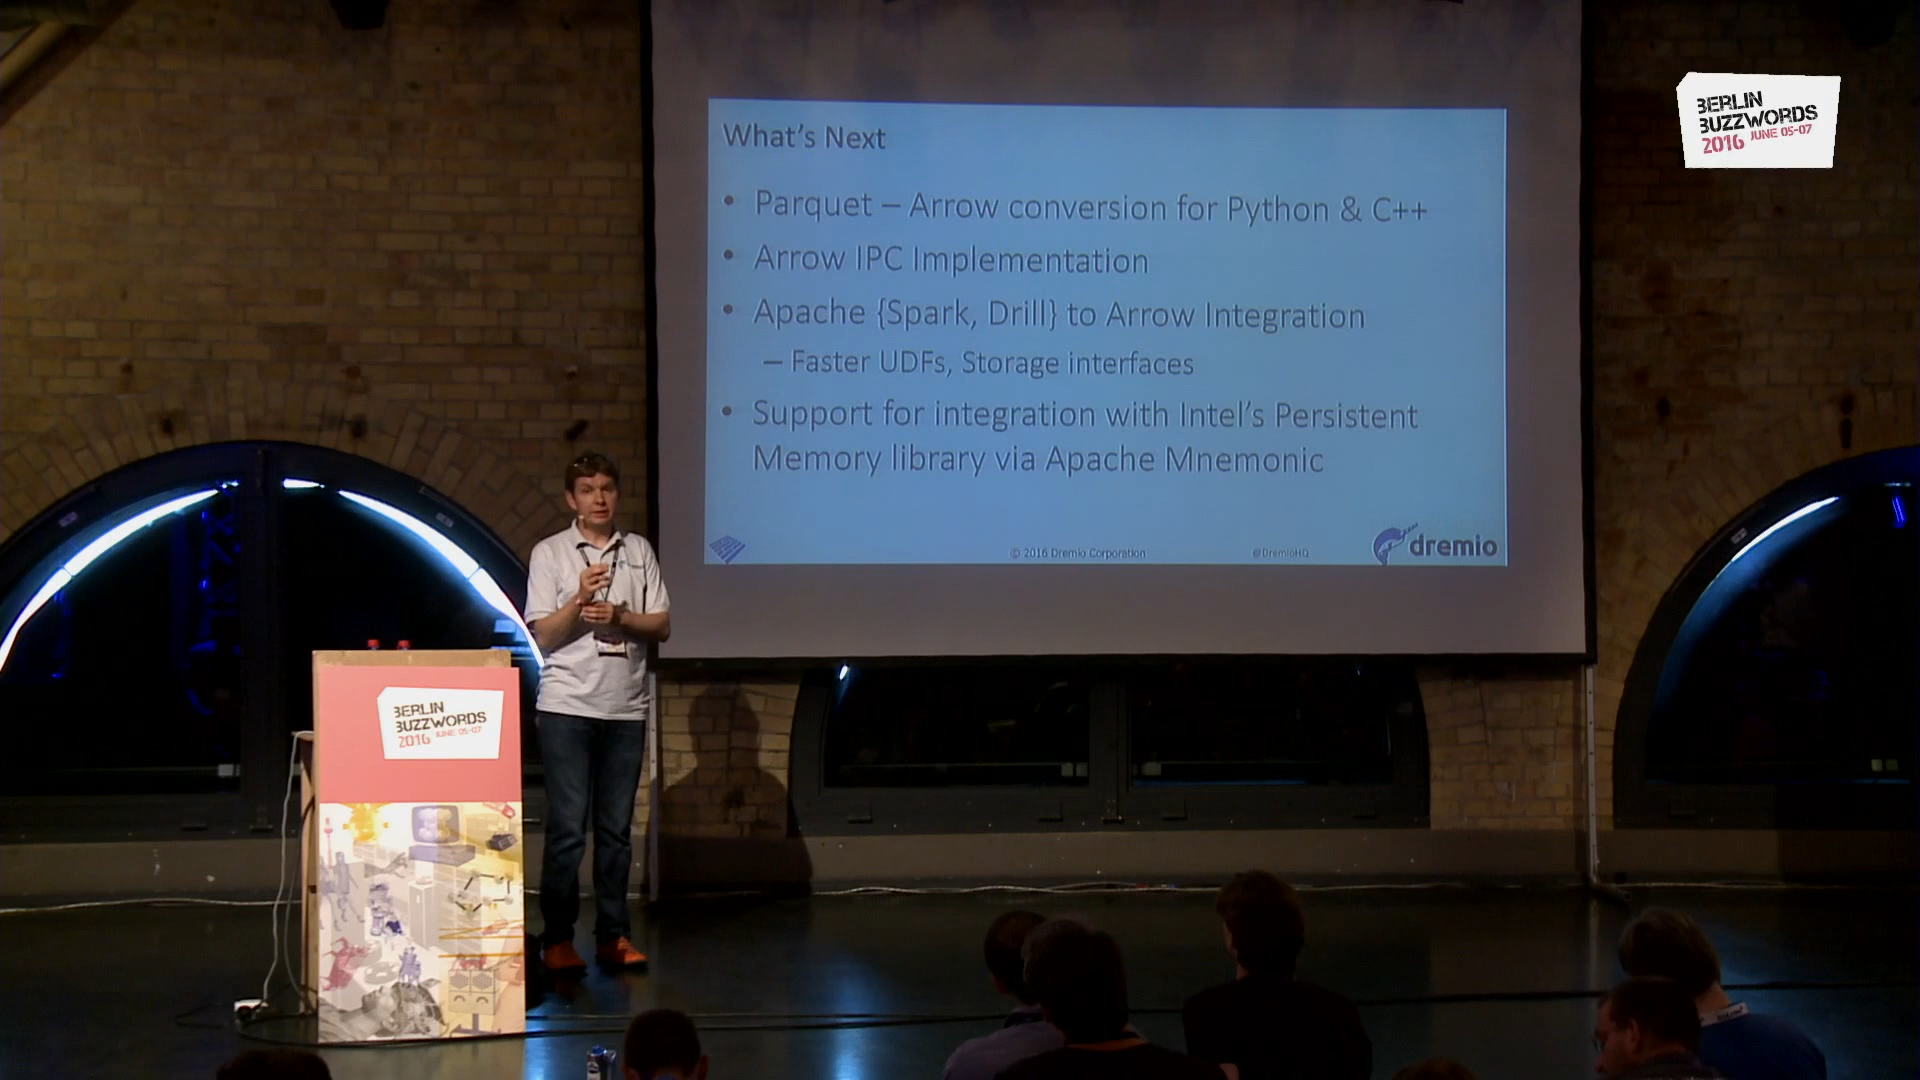 What's Next
• Parquet – Arrow conversion for Python & C++
• Arrow IPC Implementation
• Apache {Spark, Drill} to Arrow Integration
– Faster UDFs, Storage interfaces
• Support for integration with Intel's Persistent
Memory library via Apache Mnemonic
© 2016 Dremio Corporation
@DremioHQ
dremio
BERLIN
BUZZWORDS
2016 JUNE 05-07
BERLIN
BUZZWORDS
2016 JUNE 05-07